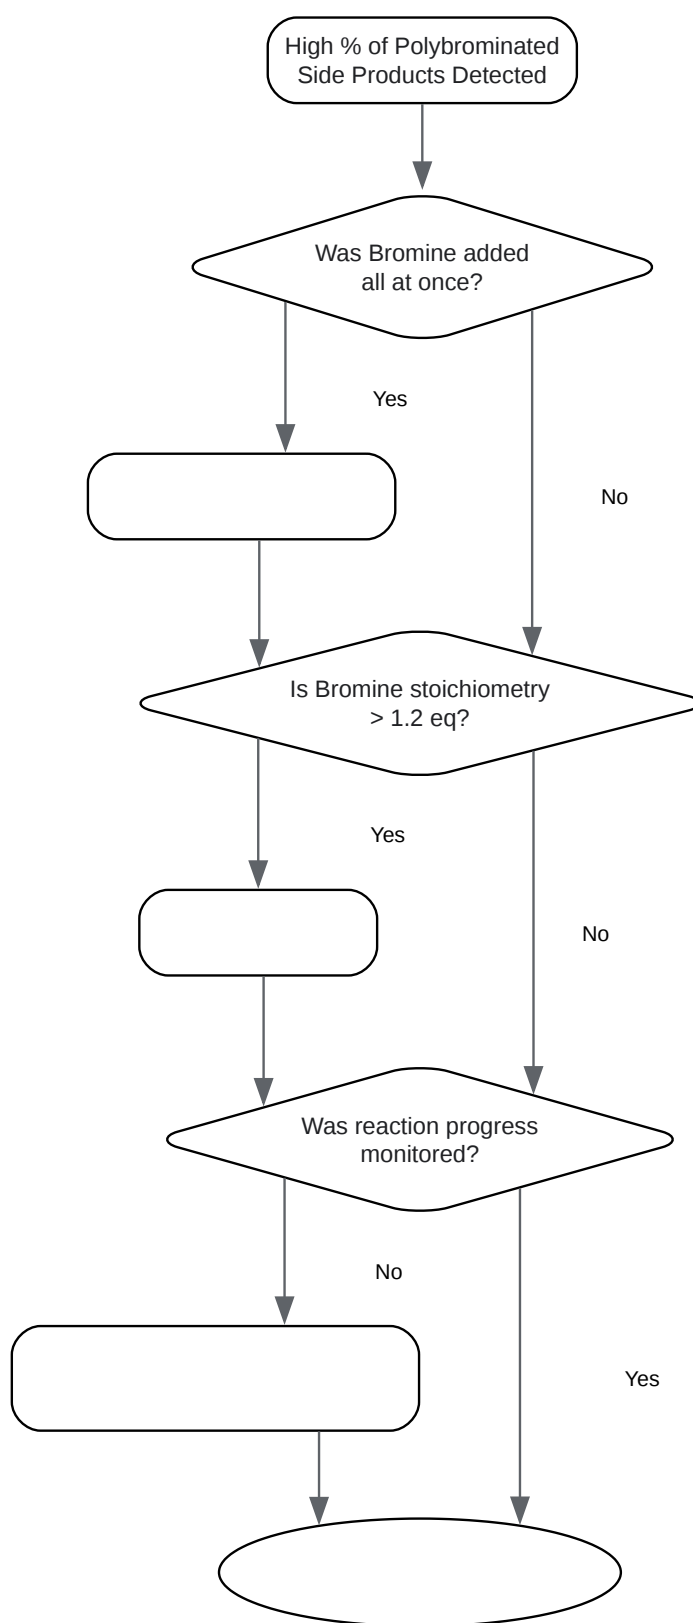 High % of Polybrominated
Side Products Detected
Was Bromine added
all at once?
Yes
No
Is Bromine stoichiometry
> 1.2 eq?
Yes
No
Was reaction progress
monitored?
No
Yes